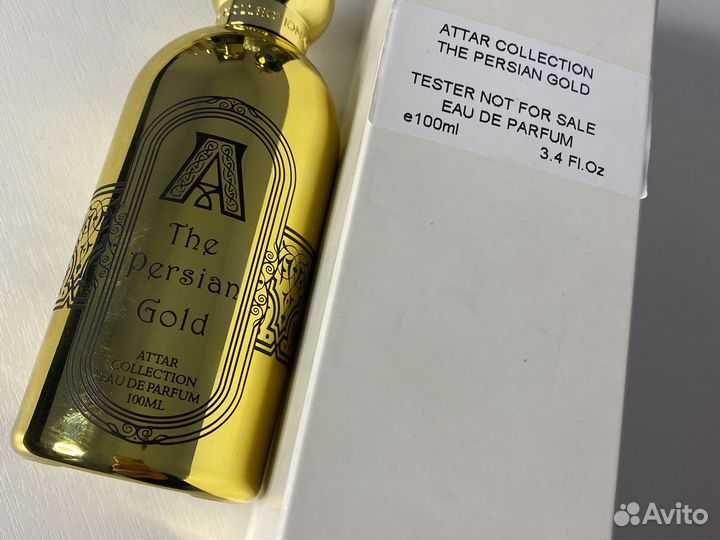 COLLECTION
A
The
Persian
Gold
ATTAR
COLLECTION
EAU DE PARFUM
100ML
ATTAR COLLECTION
THE PERSIAN GOLD
TESTER NOT FOR SALE
EAU DE PARFUM
e100ml
3.4 Fl.Oz
Avito